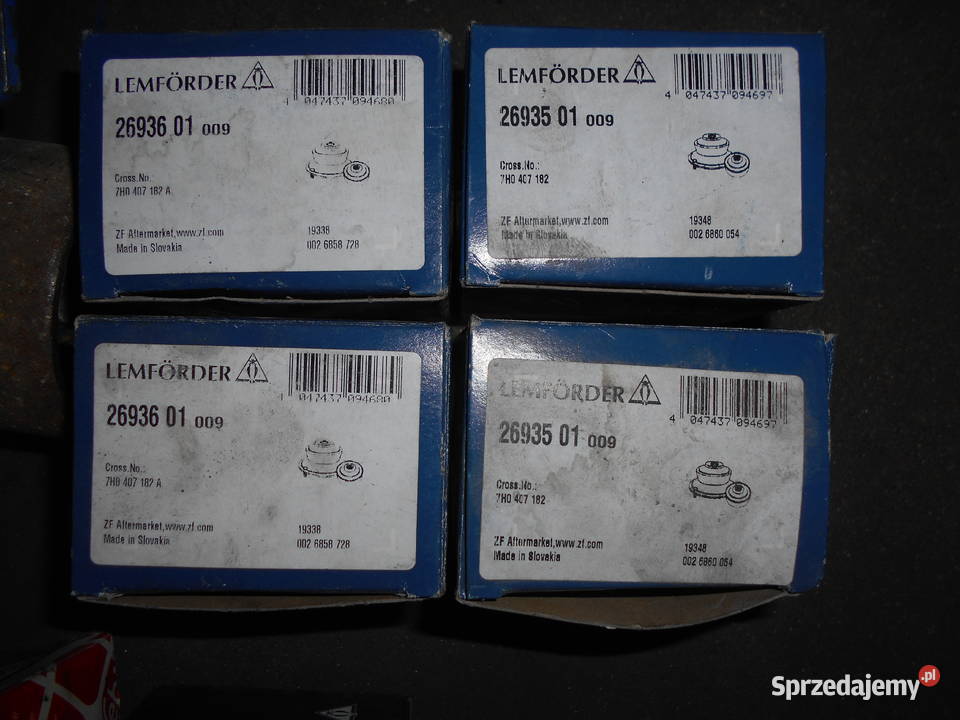 LEMFÖRDER
4 047437 094680
26936 01 009
Cross.No.:
7H0 407 182 A
ZF Aftermarket,www.zf.com
Made in Slovakia
19338
002 6858 728
LEMFÖRDER
4 047437 094697
26935 01 009
Cross.No.:
7H0 407 182
ZF Aftermarket,www.zf.com
Made in Slovakia
19348
002 6860 054
LEMFÖRDER
4 047437 094680
26936 01 009
Cross.No.:
7H0 407 182 A
ZF Aftermarket,www.zf.com
Made in Slovakia
19338
002 6858 728
LEMFÖRDER
4 047437 094697
26935 01 009
Cross.No.:
7H0 407 182
ZF Aftermarket,www.zf.com
Made in Slovakia
19348
002 6860 054
Sprzedajemy.pl